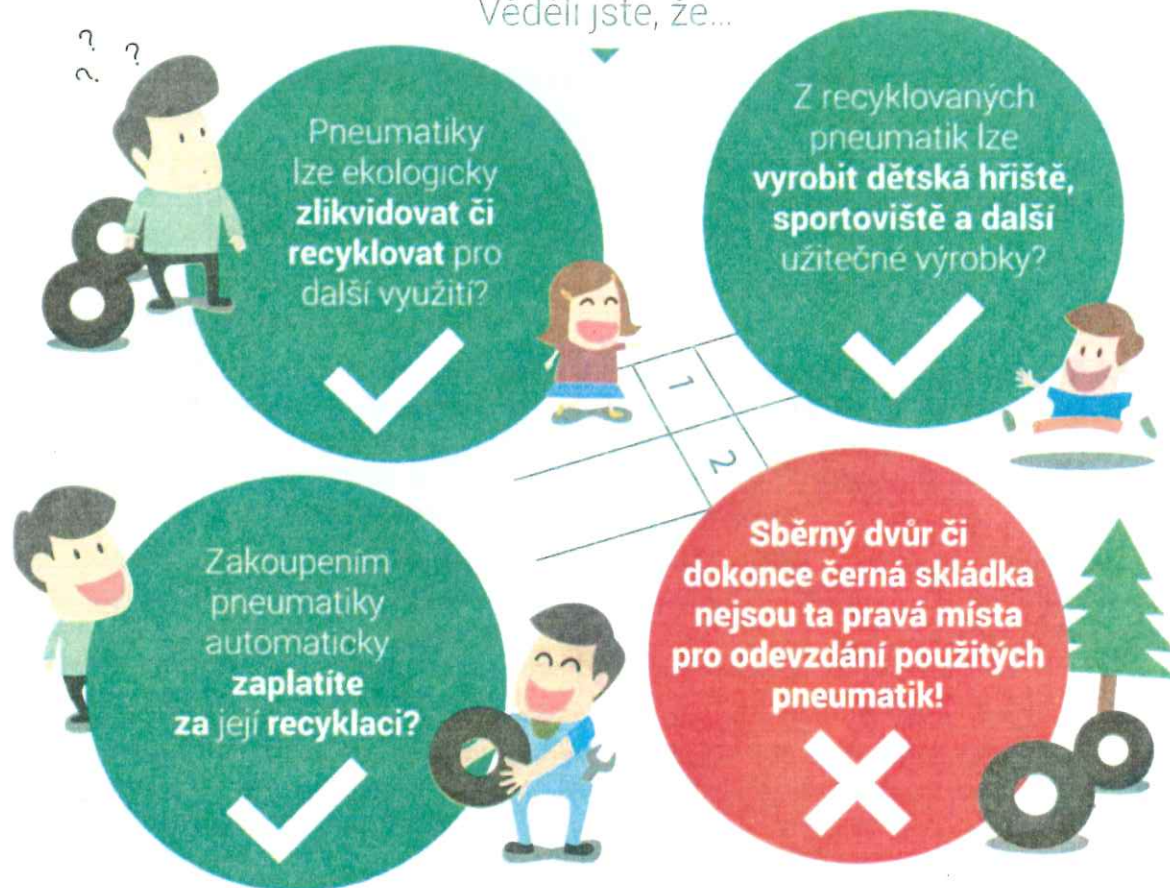 Věděli jste, že...
? ? ?
Pneumatiky
lze ekologicky
zlikvidovat či
recyklovat pro
další využití?
Z recyklovaných
pneumatik lze
vyrobit dětská hřiště,
sportoviště a další
užitečné výrobky?
1
2
Zakoupením
pneumatiky
automaticky
zaplatíte
za její recyklaci?
Sběrný dvůr či
dokonce černá skládka
nejsou ta pravá místa
pro odevzdání použitých
pneumatik!